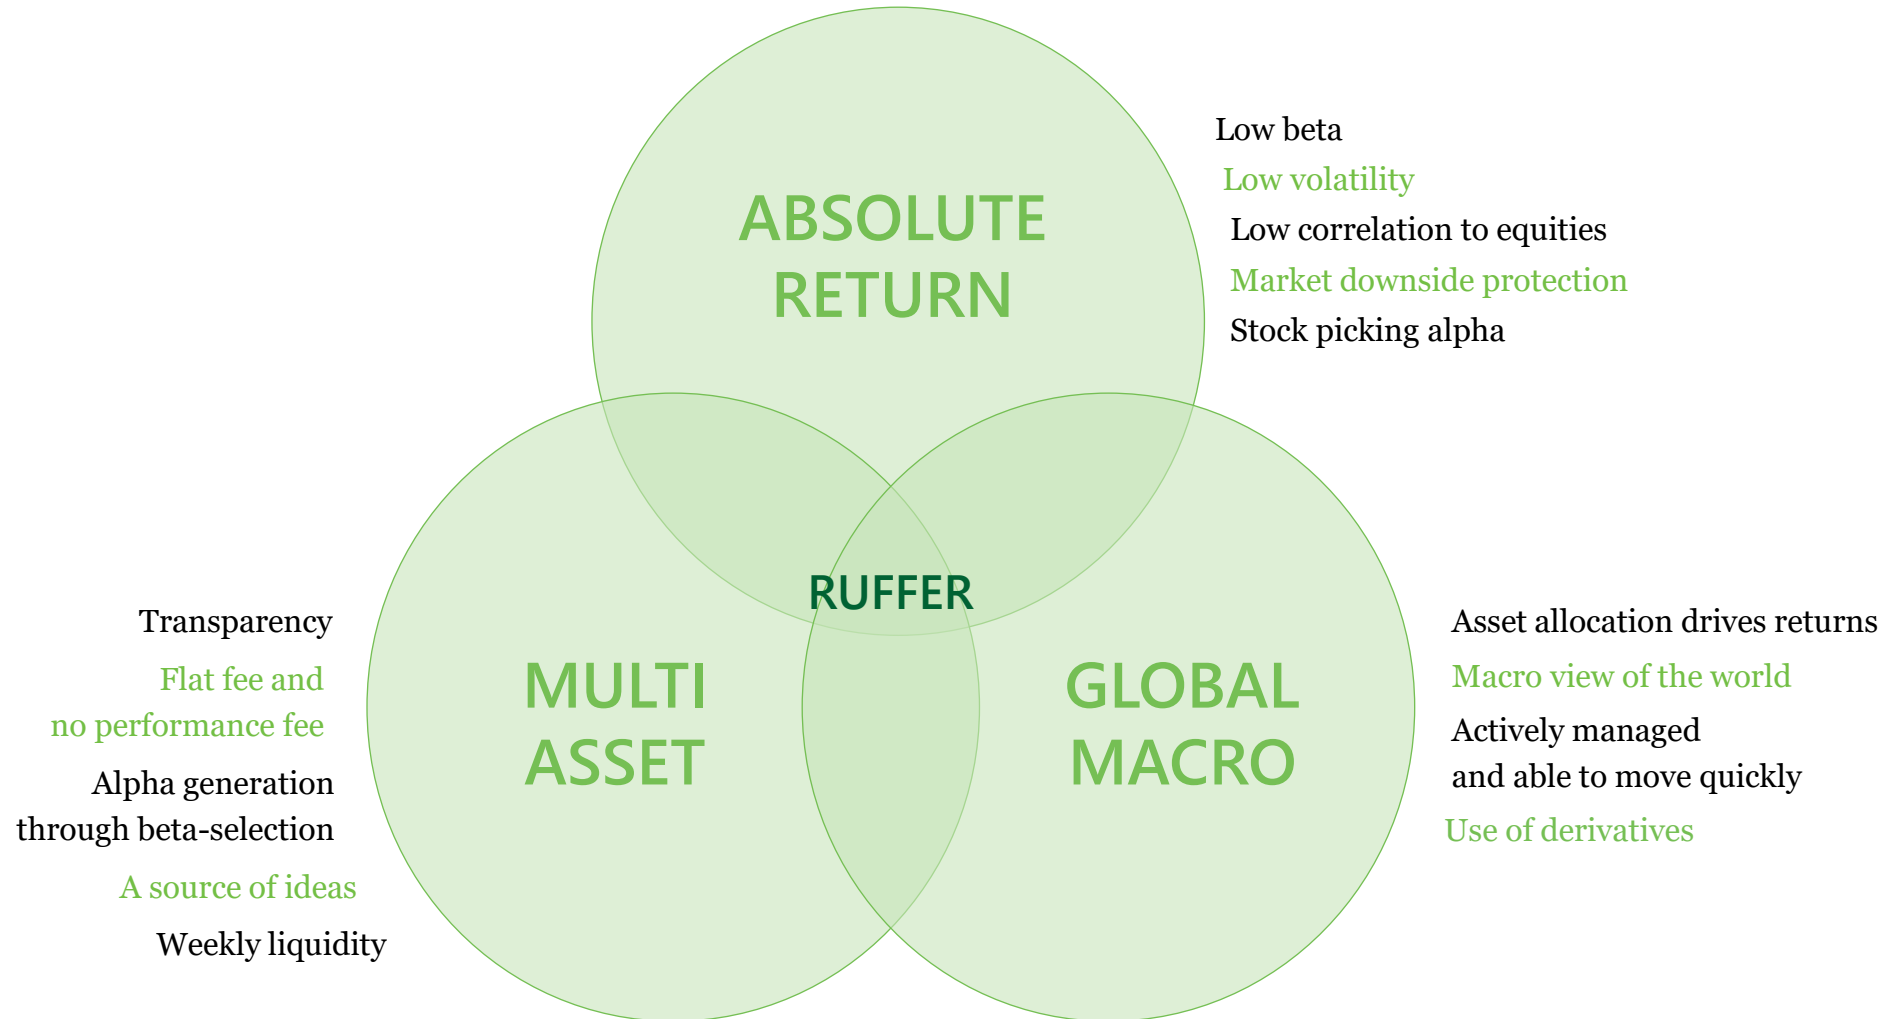 ABSOLUTE
RETURN
Low beta
Low volatility
Low correlation to equities
Market downside protection
Stock picking alpha
RUFFER
MULTI
ASSET
Transparency
Flat fee and
no performance fee
Alpha generation
through beta-selection
A source of ideas
Weekly liquidity
GLOBAL
MACRO
Asset allocation drives returns
Macro view of the world
Actively managed
and able to move quickly
Use of derivatives